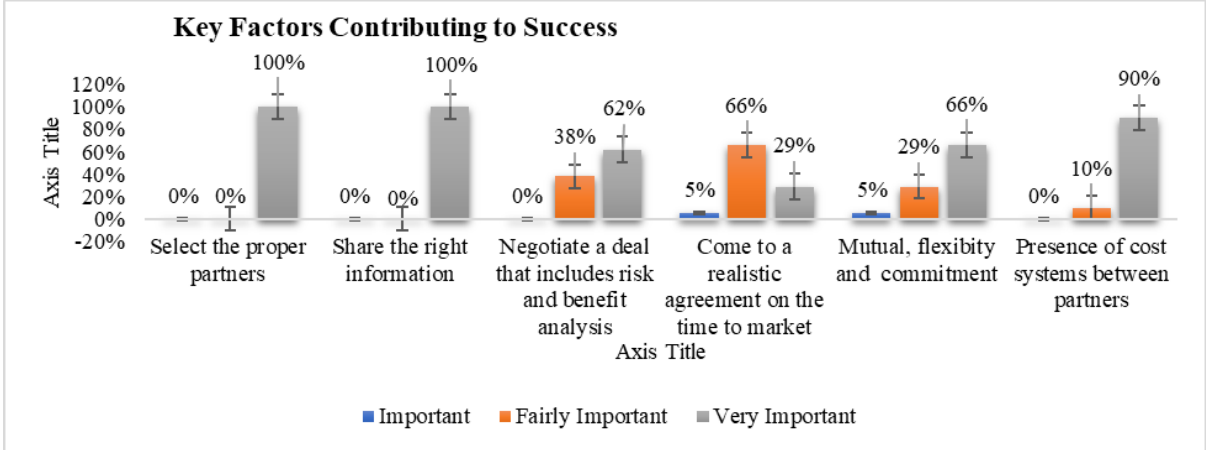 Key Factors Contributing to Success
Axis Title
120%
100%
80%
60%
40%
20%
0%
-20%
0% 0% 100%
0% 0% 100%
0% 38% 62%
5% 66% 29%
5% 29% 66%
0% 10% 90%
Select the proper
partners
Share the right
information
Negotiate a deal
that includes risk
and benefit
analysis
Come to a
realistic
agreement on the
time to market
Mutual, flexibity
and commitment
Presence of cost
systems between
partners
Axis Title
Important Fairly Important Very Important